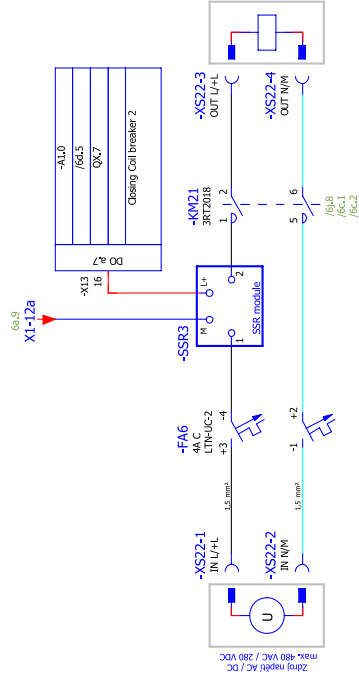 -XS22-3
OUT L/+L
-XS22-4
OUT N/M
-A1.0
/6d.5
QX.7
Closing Coil breaker 2
DO a.7
-X13
16
6a.9
X1-12a
-KM21
3RT2018
1
2
5
6
/6j.8
/6c.1
/6c.2
-SSR3
M
L+
1
2
SSR module
-FA6
4A C
LTN-UC-2
+3
-4
-1
+2
1,5 mm²
1,5 mm²
-XS22-1
IN L/+L
-XS22-2
IN N/M
U
Zdroj napětí AC / DC
max. 480 VAC / 280 VDC